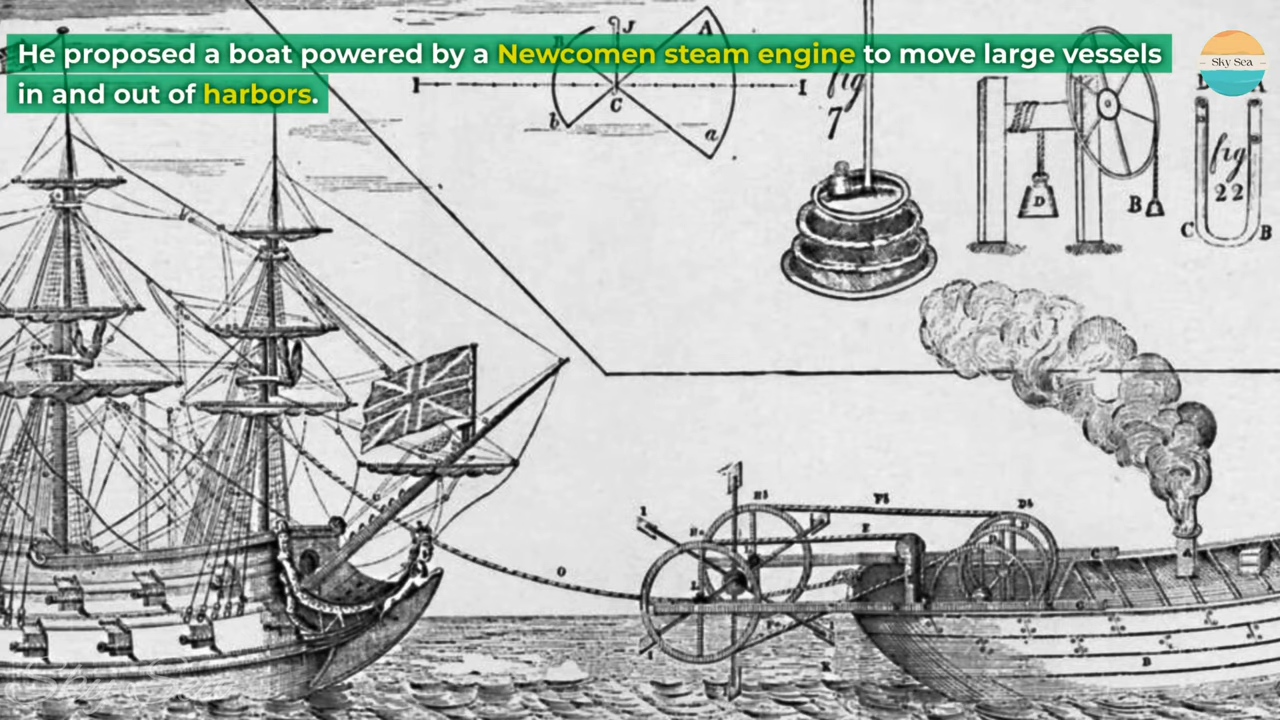 He proposed a boat powered by a Newcomen steam engine to move large vessels
in and out of harbors.
Sky Sea
J
A
I
C
b
a
fig
7
D
B
fig
22
C
B
I
O
E
D
B